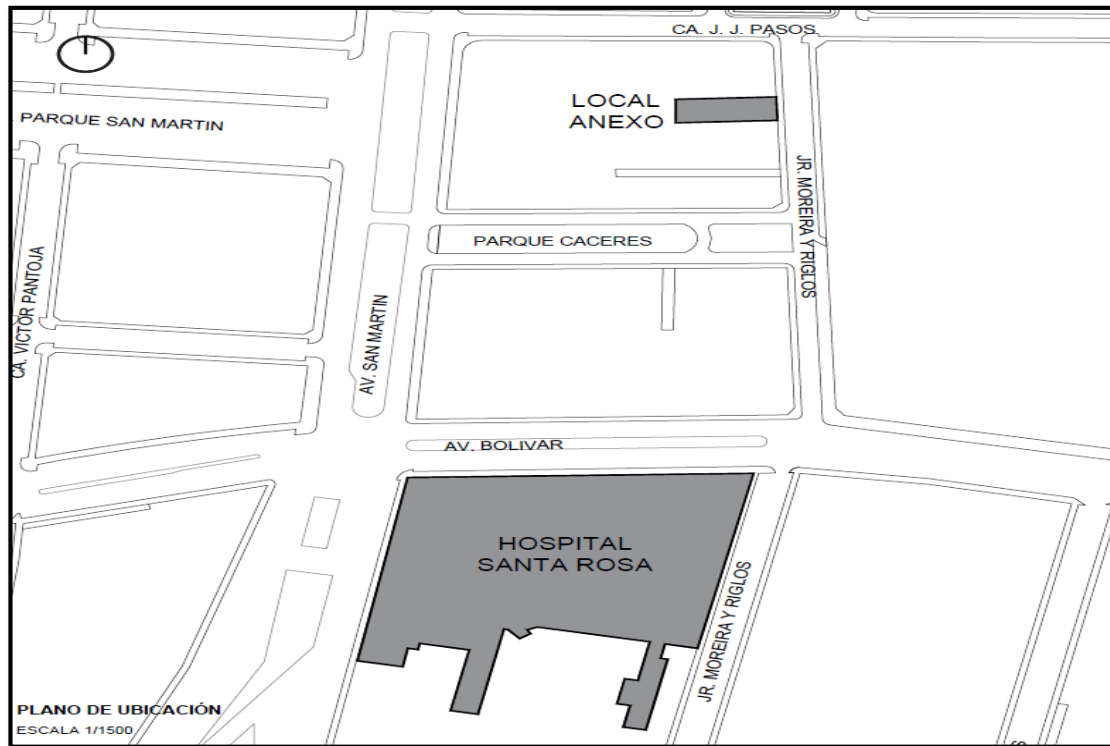 CA. J. J. PASOS
LOCAL
ANEXO
PARQUE SAN MARTIN
JR. MOREIRA Y RIGLOS
PARQUE CACERES
CA. VICTOR PANTOJA
AV. SAN MARTIN
AV. BOLIVAR
HOSPITAL
SANTA ROSA
JR. MOREIRA Y RIGLOS
PLANO DE UBICACIÓN
ESCALA 1/1500